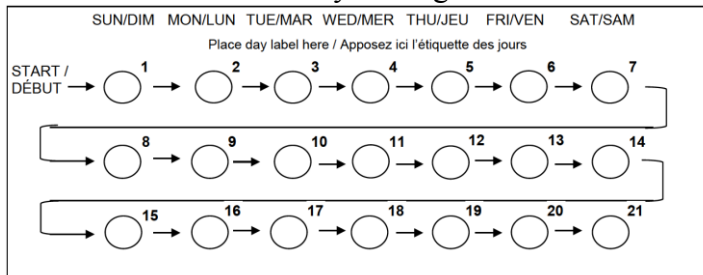 SUN/DIM MON/LUN TUE/MAR WED/MER THU/JEU FRI/VEN SAT/SAM
Place day label here / Apposez ici l'étiquette des jours
START /
DÉBUT
1 2 3 4 5 6 7
8 9 10 11 12 13 14
15 16 17 18 19 20 21